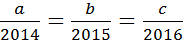 a/2014 = b/2015 = c/2016